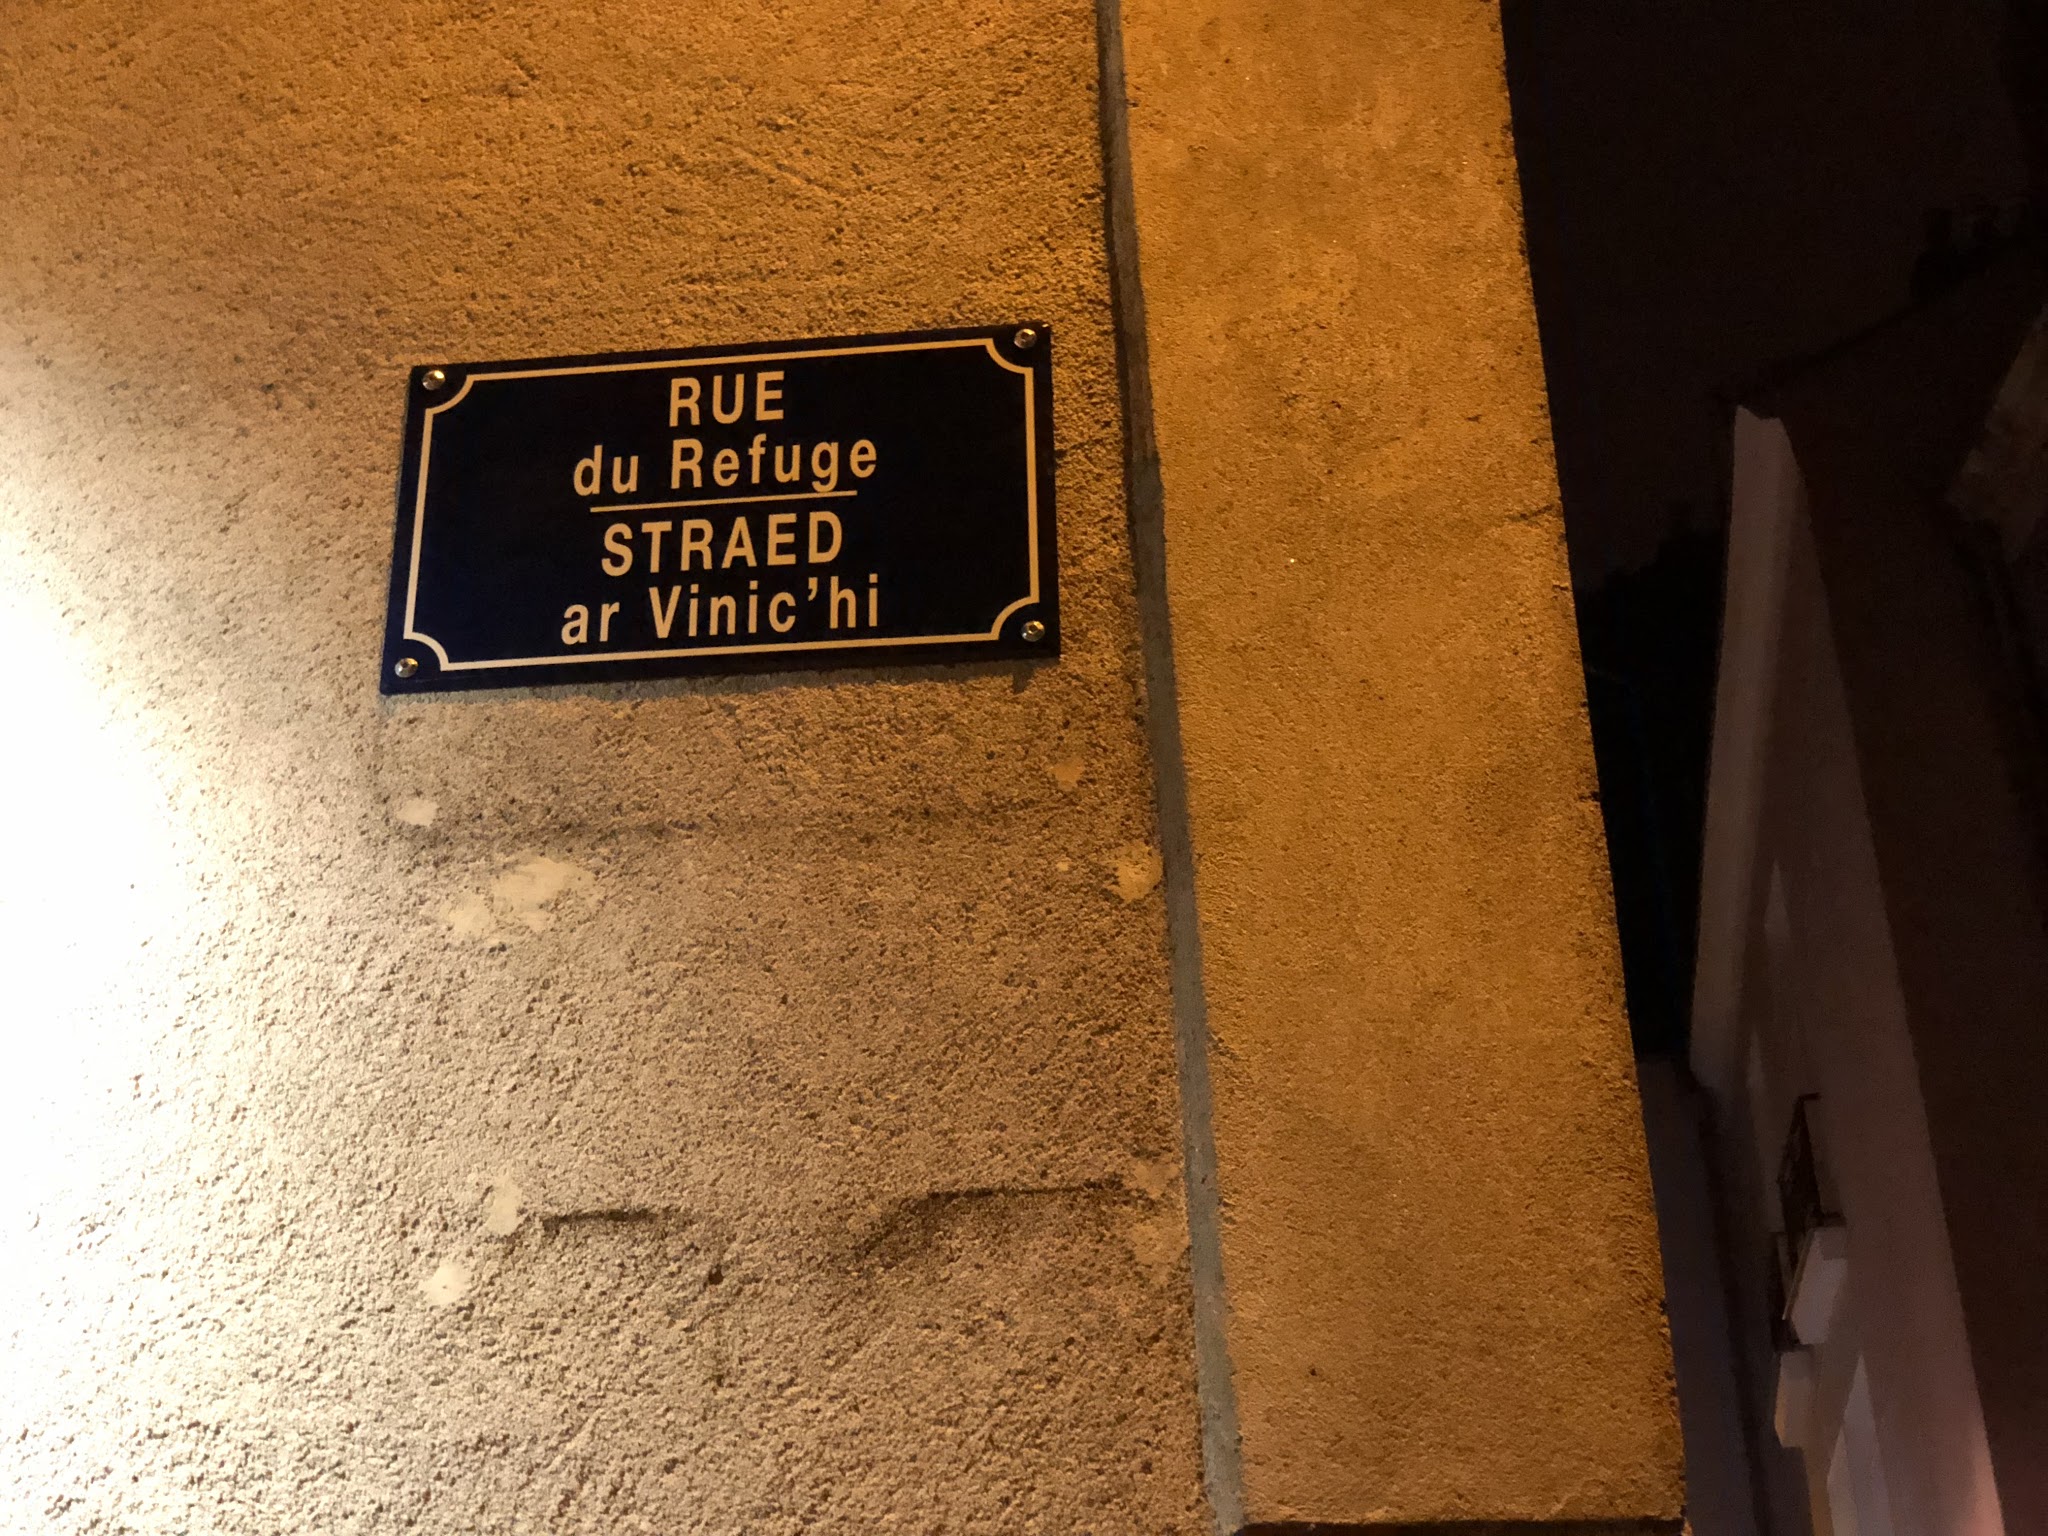 RUE
du Refuge
STRAED
ar Vinic'hi